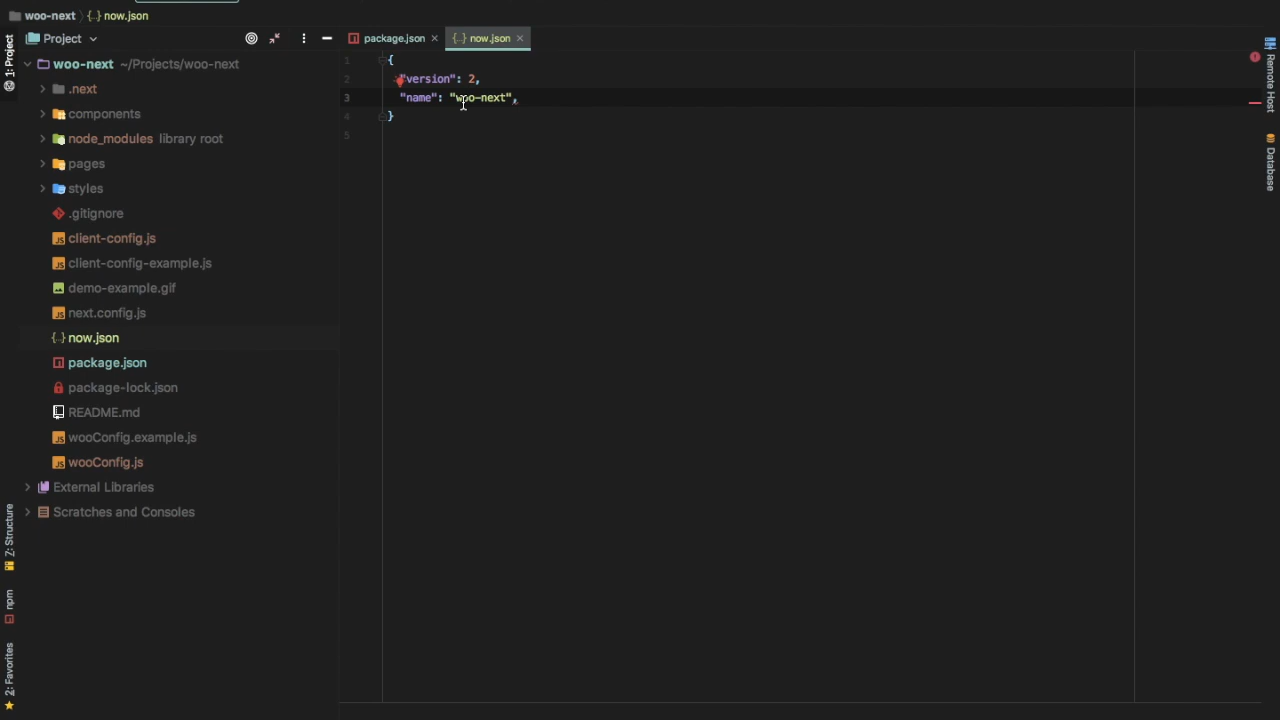 woo-next
now.json
Project
package.json
now.json
1: Project
woo-next ~/Projects/woo-next
.next
components
node_modules library root
pages
styles
.gitignore
client-config.js
client-config-example.js
demo-example.gif
next.config.js
now.json
package.json
package-lock.json
README.md
wooConfig.example.js
wooConfig.js
External Libraries
Scratches and Consoles
Z: Structure
npm
2: Favorites
1 {
2 "version": 2,
3 "name": "woo-next",
4 }
5
Remote Host
Database